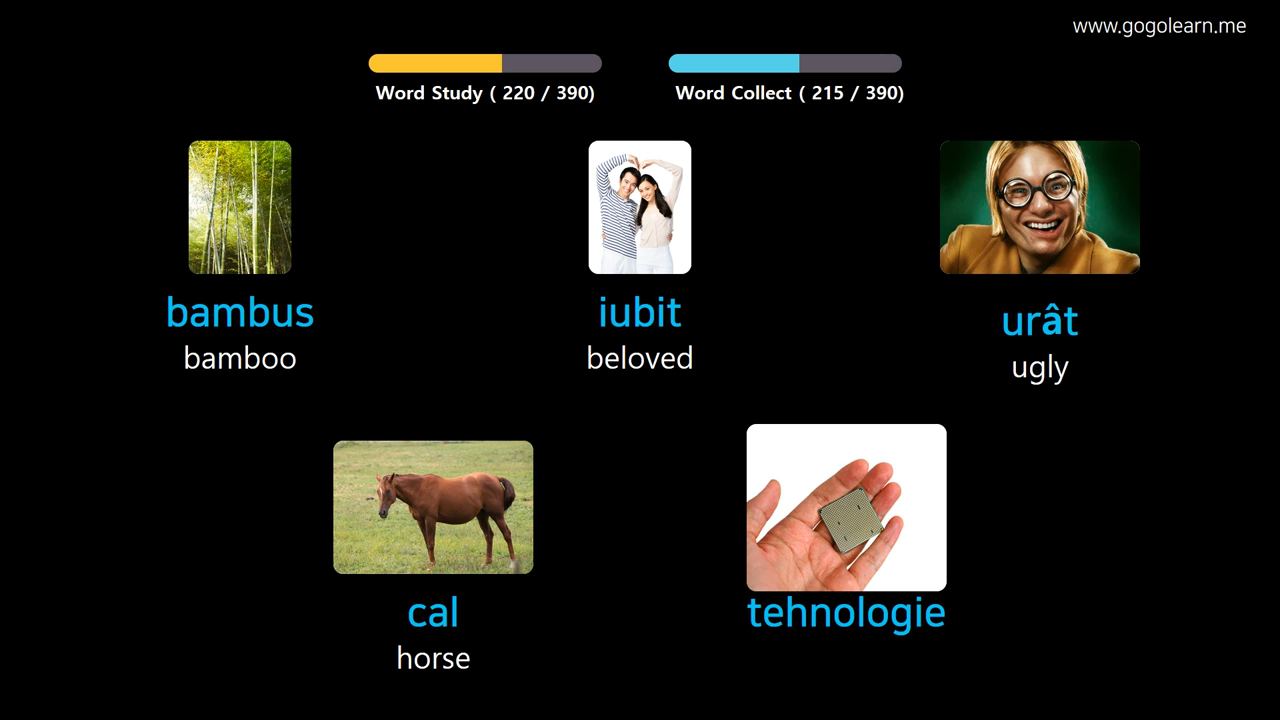 www.gogolearn.me
Word Study ( 220 / 390)
Word Collect ( 215 / 390)
bambus
bamboo
iubit
beloved
urât
ugly
cal
horse
tehnologie